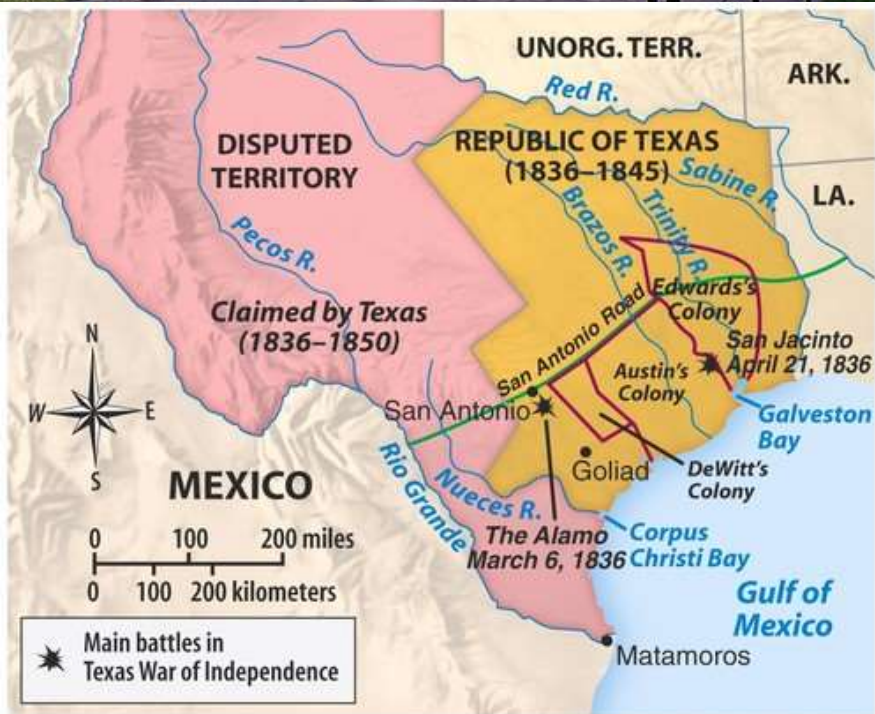 UNORG. TERR.
ARK.
Red R.
DISPUTED
TERRITORY
REPUBLIC OF TEXAS
(1836–1845)
Sabine R.
LA.
Brazos R.
Trinity R.
Pecos R.
Claimed by Texas
(1836–1850)
Edwards's
Colony
San Antonio Road
San Jacinto
April 21, 1836
Austin's
Colony
N
W
E
S
San Antonio
Galveston
Bay
Goliad
DeWitt's
Colony
Rio Grande
Nueces R.
MEXICO
The Alamo
March 6, 1836
Corpus
Christi Bay
0 100 200 miles
0 100 200 kilometers
Gulf of
Mexico
Main battles in
Texas War of Independence
Matamoros